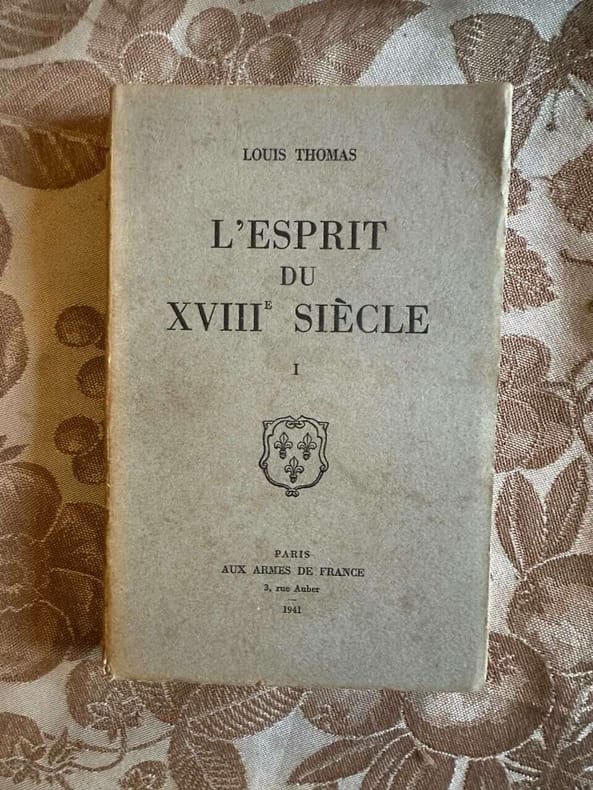 LOUIS THOMAS
L'ESPRIT
DU
XVIIIᴱ SIÈCLE
I
PARIS
AUX ARMES DE FRANCE
3, rue Auber
1941